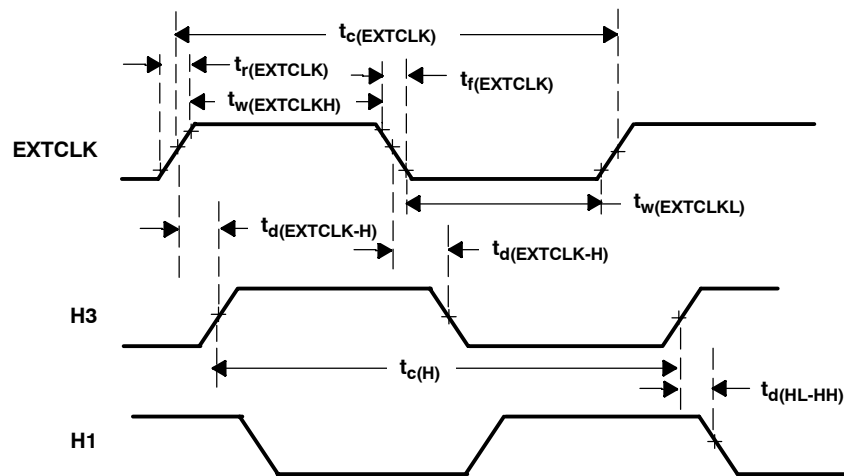 tc(EXTCLK)
tr(EXTCLK)
tf(EXTCLK)
tw(EXTCLKH)
EXTCLK
tw(EXTCLKL)
td(EXTCLK-H)
td(EXTCLK-H)
H3
tc(H)
td(HL-HH)
H1